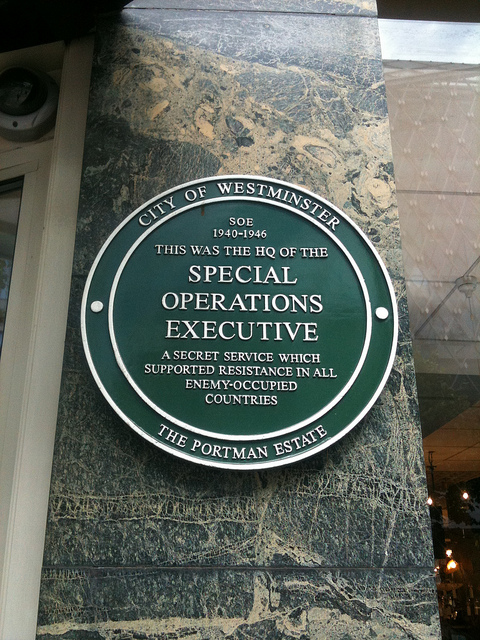 CITY OF WESTMINSTER
SOE
1940-1946
THIS WAS THE HQ OF THE
SPECIAL
OPERATIONS
EXECUTIVE
A SECRET SERVICE WHICH
SUPPORTED RESISTANCE IN ALL
ENEMY-OCCUPIED
COUNTRIES
THE PORTMAN ESTATE